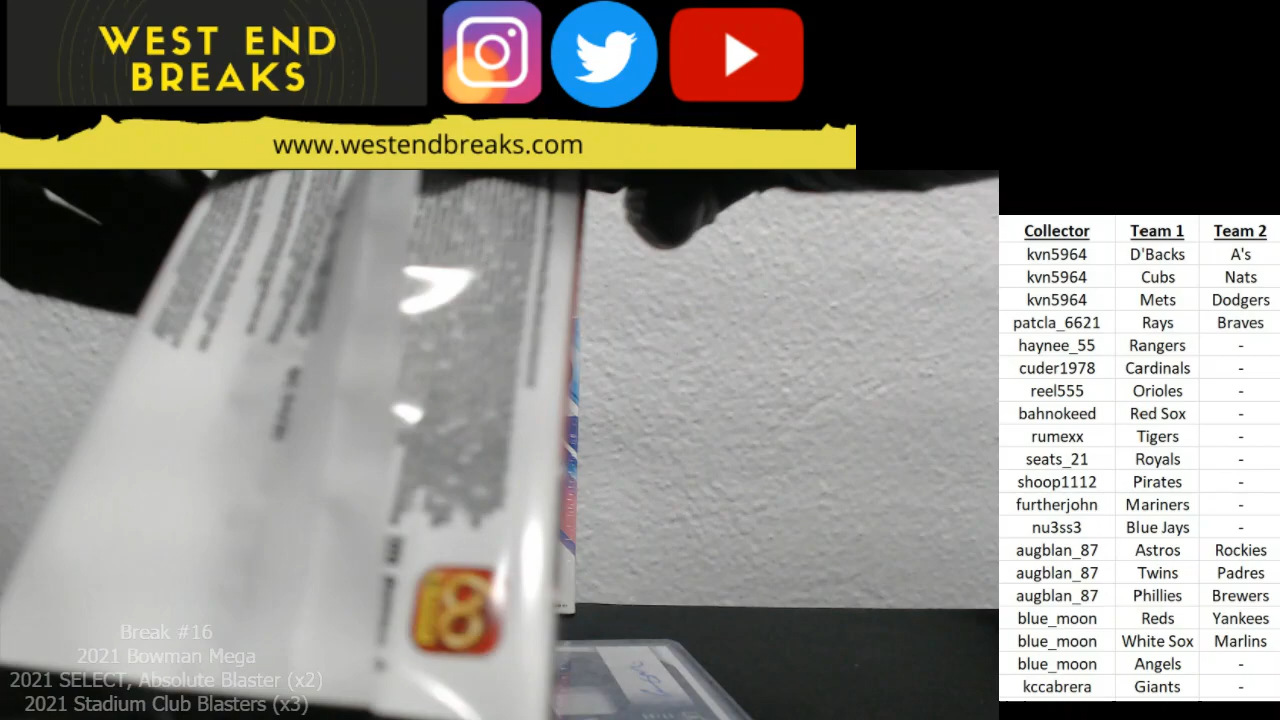 WEST END
BREAKS
www.westendbreaks.com
Collector Team 1 Team 2
kvn5964 D'Backs A's
kvn5964 Cubs Nats
kvn5964 Mets Dodgers
patcla_6621 Rays Braves
haynee_55 Rangers -
cuder1978 Cardinals -
reel555 Orioles -
bahnokeed Red Sox -
rumexx Tigers -
seats_21 Royals -
shoop1112 Pirates -
furtherjohn Mariners -
nu3ss3 Blue Jays -
augblan_87 Astros Rockies
augblan_87 Twins Padres
augblan_87 Phillies Brewers
blue_moon Reds Yankees
blue_moon White Sox Marlins
blue_moon Angels -
kccabrera Giants -
Break #16
2021 Bowman Mega
2021 SELECT, Absolute Blaster (x2)
2021 Stadium Club Blasters (x3)